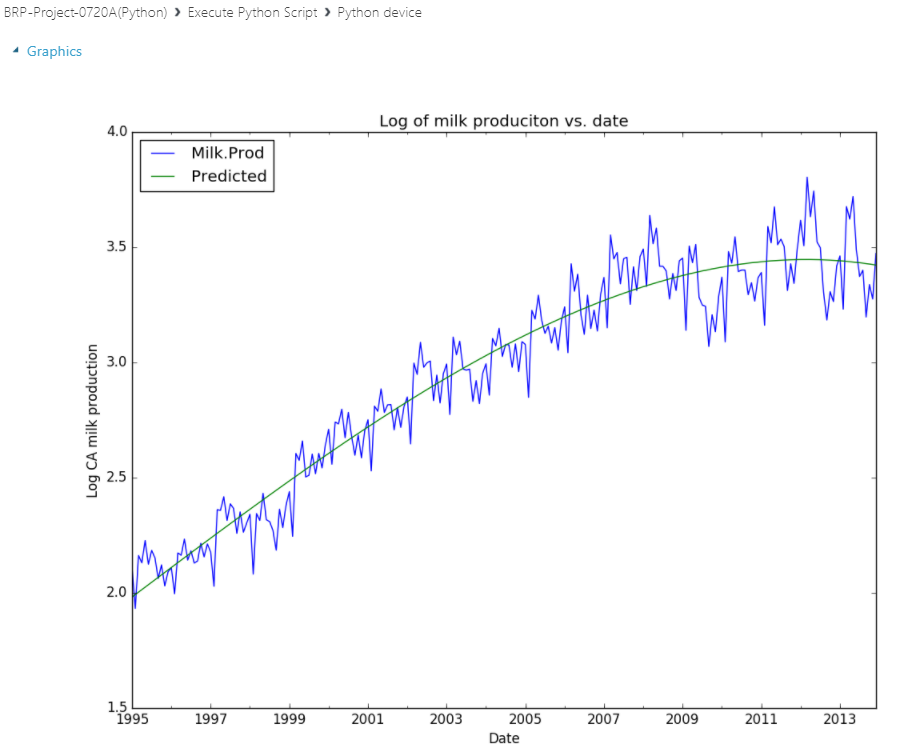 BRP-Project-0720A(Python) > Execute Python Script > Python device
Graphics
Log of milk produciton vs. date
4.0
Milk.Prod
Predicted
3.5
3.0
Log CA milk production
2.5
2.0
1.5
1995 1997 1999 2001 2003 2005 2007 2009 2011 2013
Date